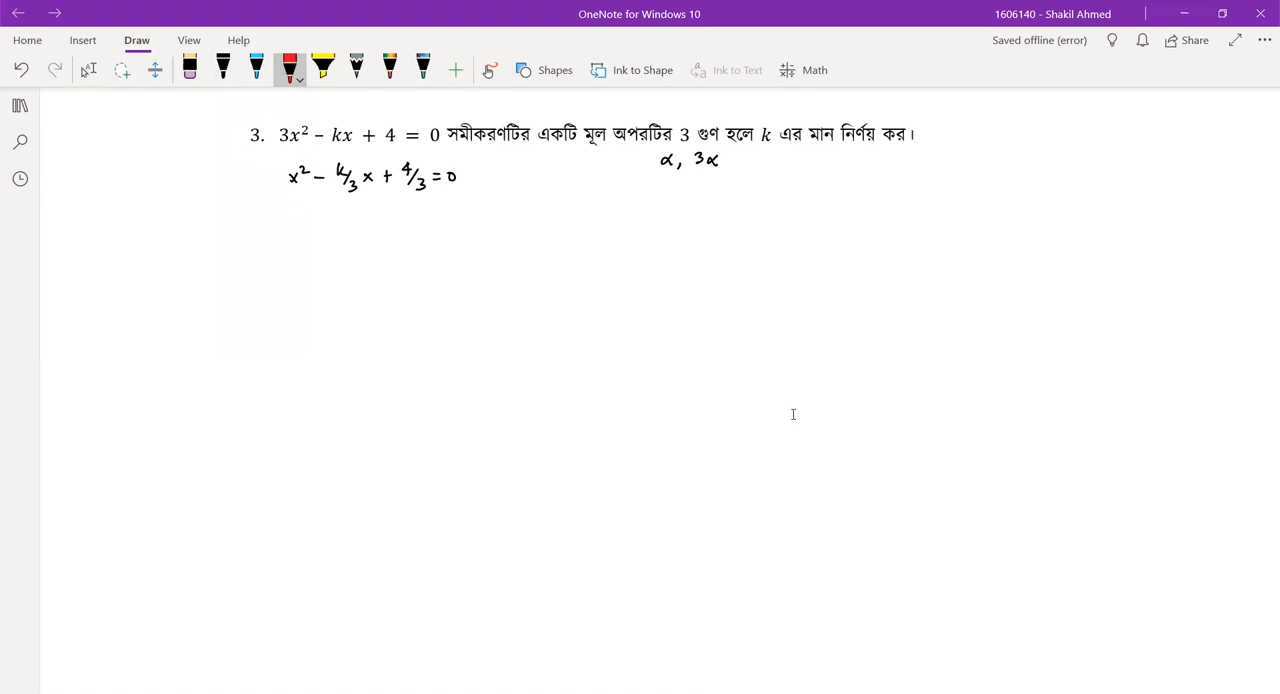 OneNote for Windows 10
1606140 - Shakil Ahmed
Home Insert Draw View Help
Saved offline (error) Share
Shapes Ink to Shape Ink to Text Math
3. 3x² − kx + 4 = 0 সমীকরণটির একটি মূল অপরটির 3 গুণ হলে k এর মান নির্ণয় কর।
α, 3α
x² − k/3 x + 4/3 = 0